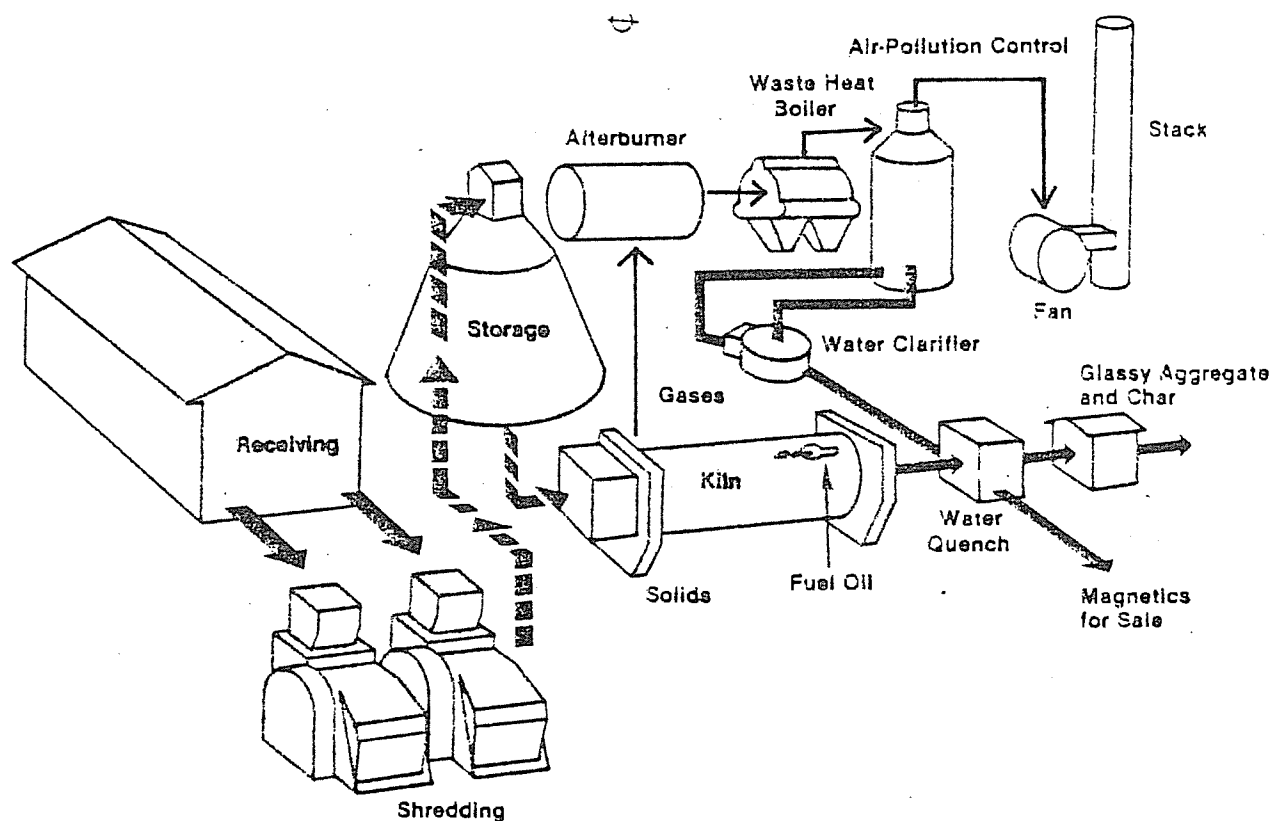 Air-Pollution Control
Waste Heat
Boiler
Stack
Afterburner
Storage
Fan
Water Clarifier
Glassy Aggregate
and Char
Gases
Receiving
Kiln
Water
Quench
Fuel Oil
Solids
Magnetics
for Sale
Shredding